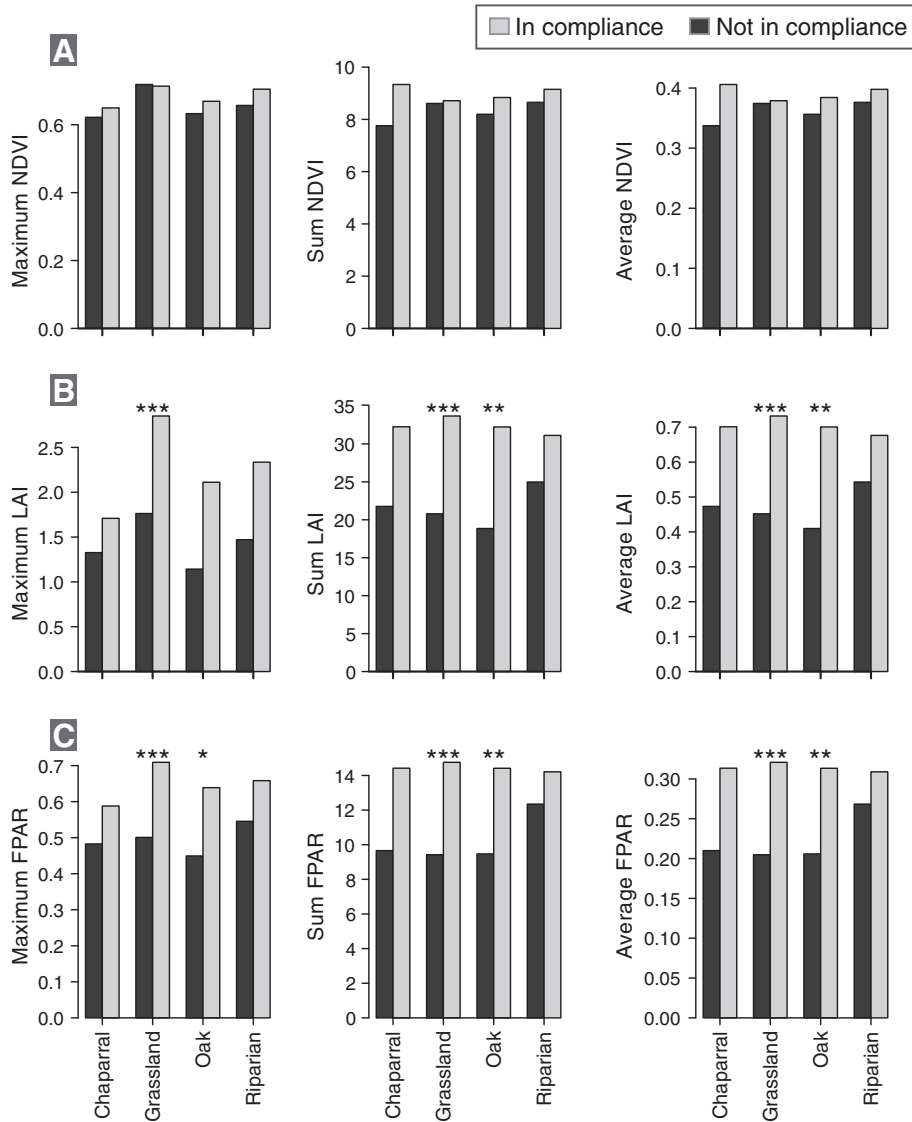 In compliance Not in compliance
A
Maximum NDVI
0.6
0.4
0.2
0.0
Sum NDVI
10
8
6
4
2
0
Average NDVI
0.4
0.3
0.2
0.1
0.0
B
Maximum LAI
2.5
2.0
1.5
1.0
0.5
0.0
***
Sum LAI
35
30
25
20
15
10
5
0
*** **
Average LAI
0.7
0.6
0.5
0.4
0.3
0.2
0.1
0.0
*** **
C
Maximum FPAR
0.7
0.6
0.5
0.4
0.3
0.2
0.1
0.0
*** *
Sum FPAR
14
12
10
8
6
4
2
0
*** **
Average FPAR
0.30
0.25
0.20
0.15
0.10
0.05
0.00
*** **
Chaparral
Grassland
Oak
Riparian
Chaparral
Grassland
Oak
Riparian
Chaparral
Grassland
Oak
Riparian